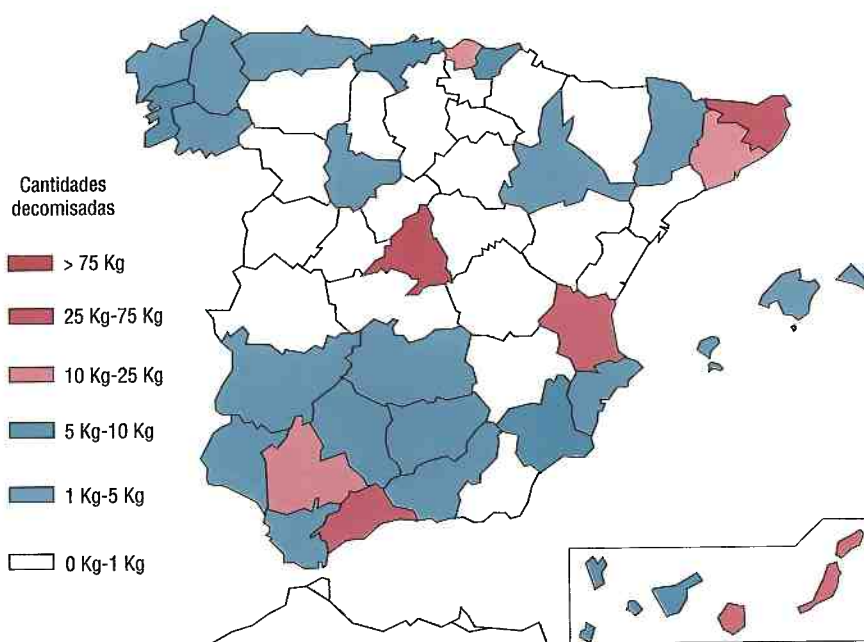 Cantidades
decomisadas
> 75 Kg
25 Kg-75 Kg
10 Kg-25 Kg
5 Kg-10 Kg
1 Kg-5 Kg
0 Kg-1 Kg